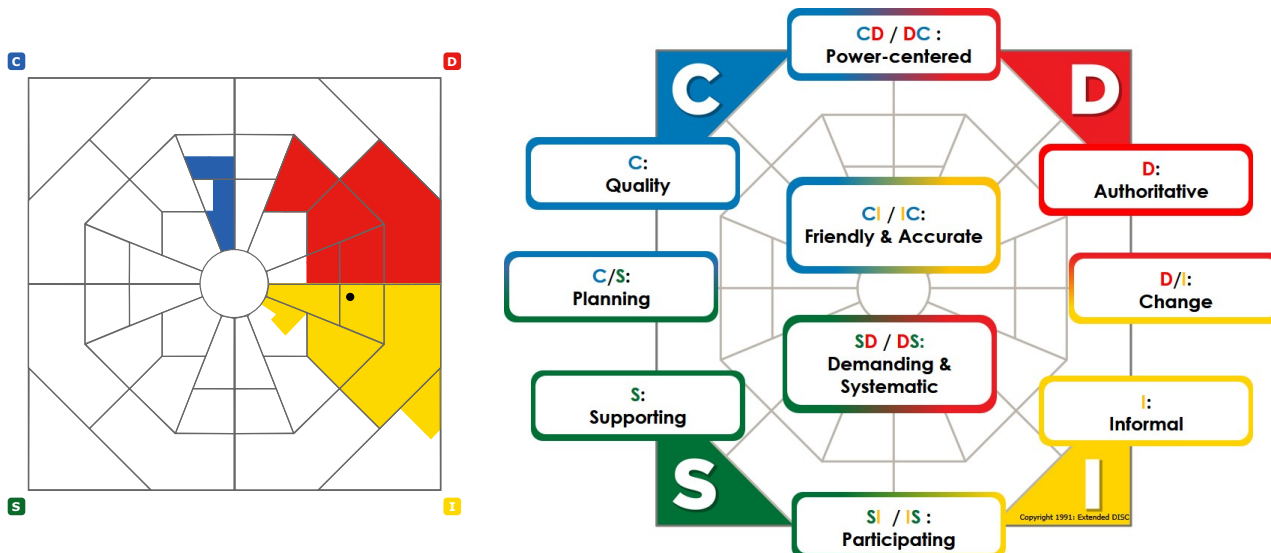 C
D
S
I
CD / DC :
Power-centered
C
D
C:
Quality
D:
Authoritative
CI / IC:
Friendly & Accurate
C/S:
Planning
D/I:
Change
SD / DS:
Demanding &
Systematic
S:
Supporting
I:
Informal
S
I
SI / IS :
Participating
Copyright 1991: Extended DISC